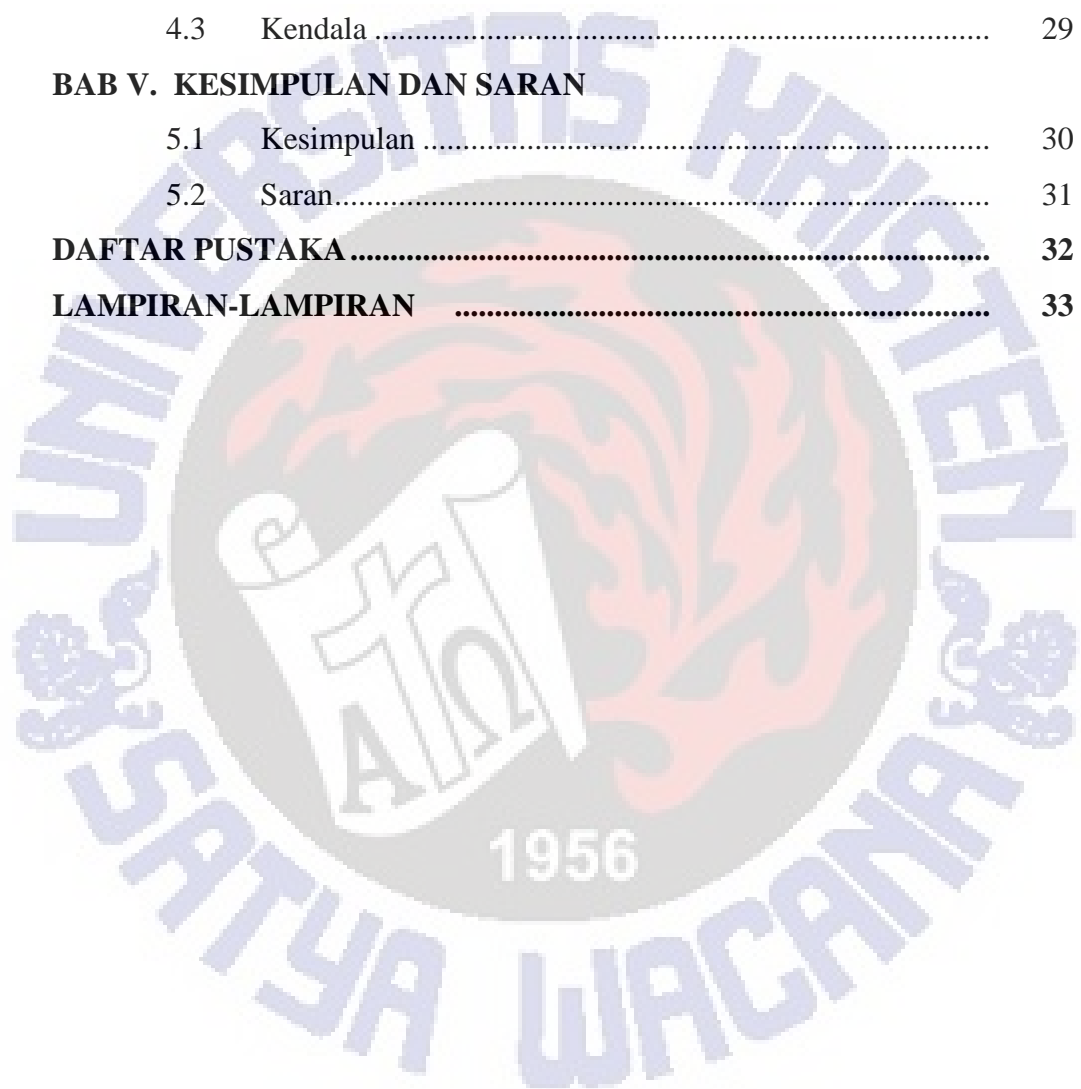 4.3 Kendala ............................................................................. 29
BAB V. KESIMPULAN DAN SARAN
5.1 Kesimpulan ....................................................................... 30
5.2 Saran.................................................................................. 31
DAFTAR PUSTAKA ................................................................................ 32
LAMPIRAN-LAMPIRAN ................................................................... 33
UNIVERSITAS KRISTEN
Α Ω
1956
SATYA WACANA